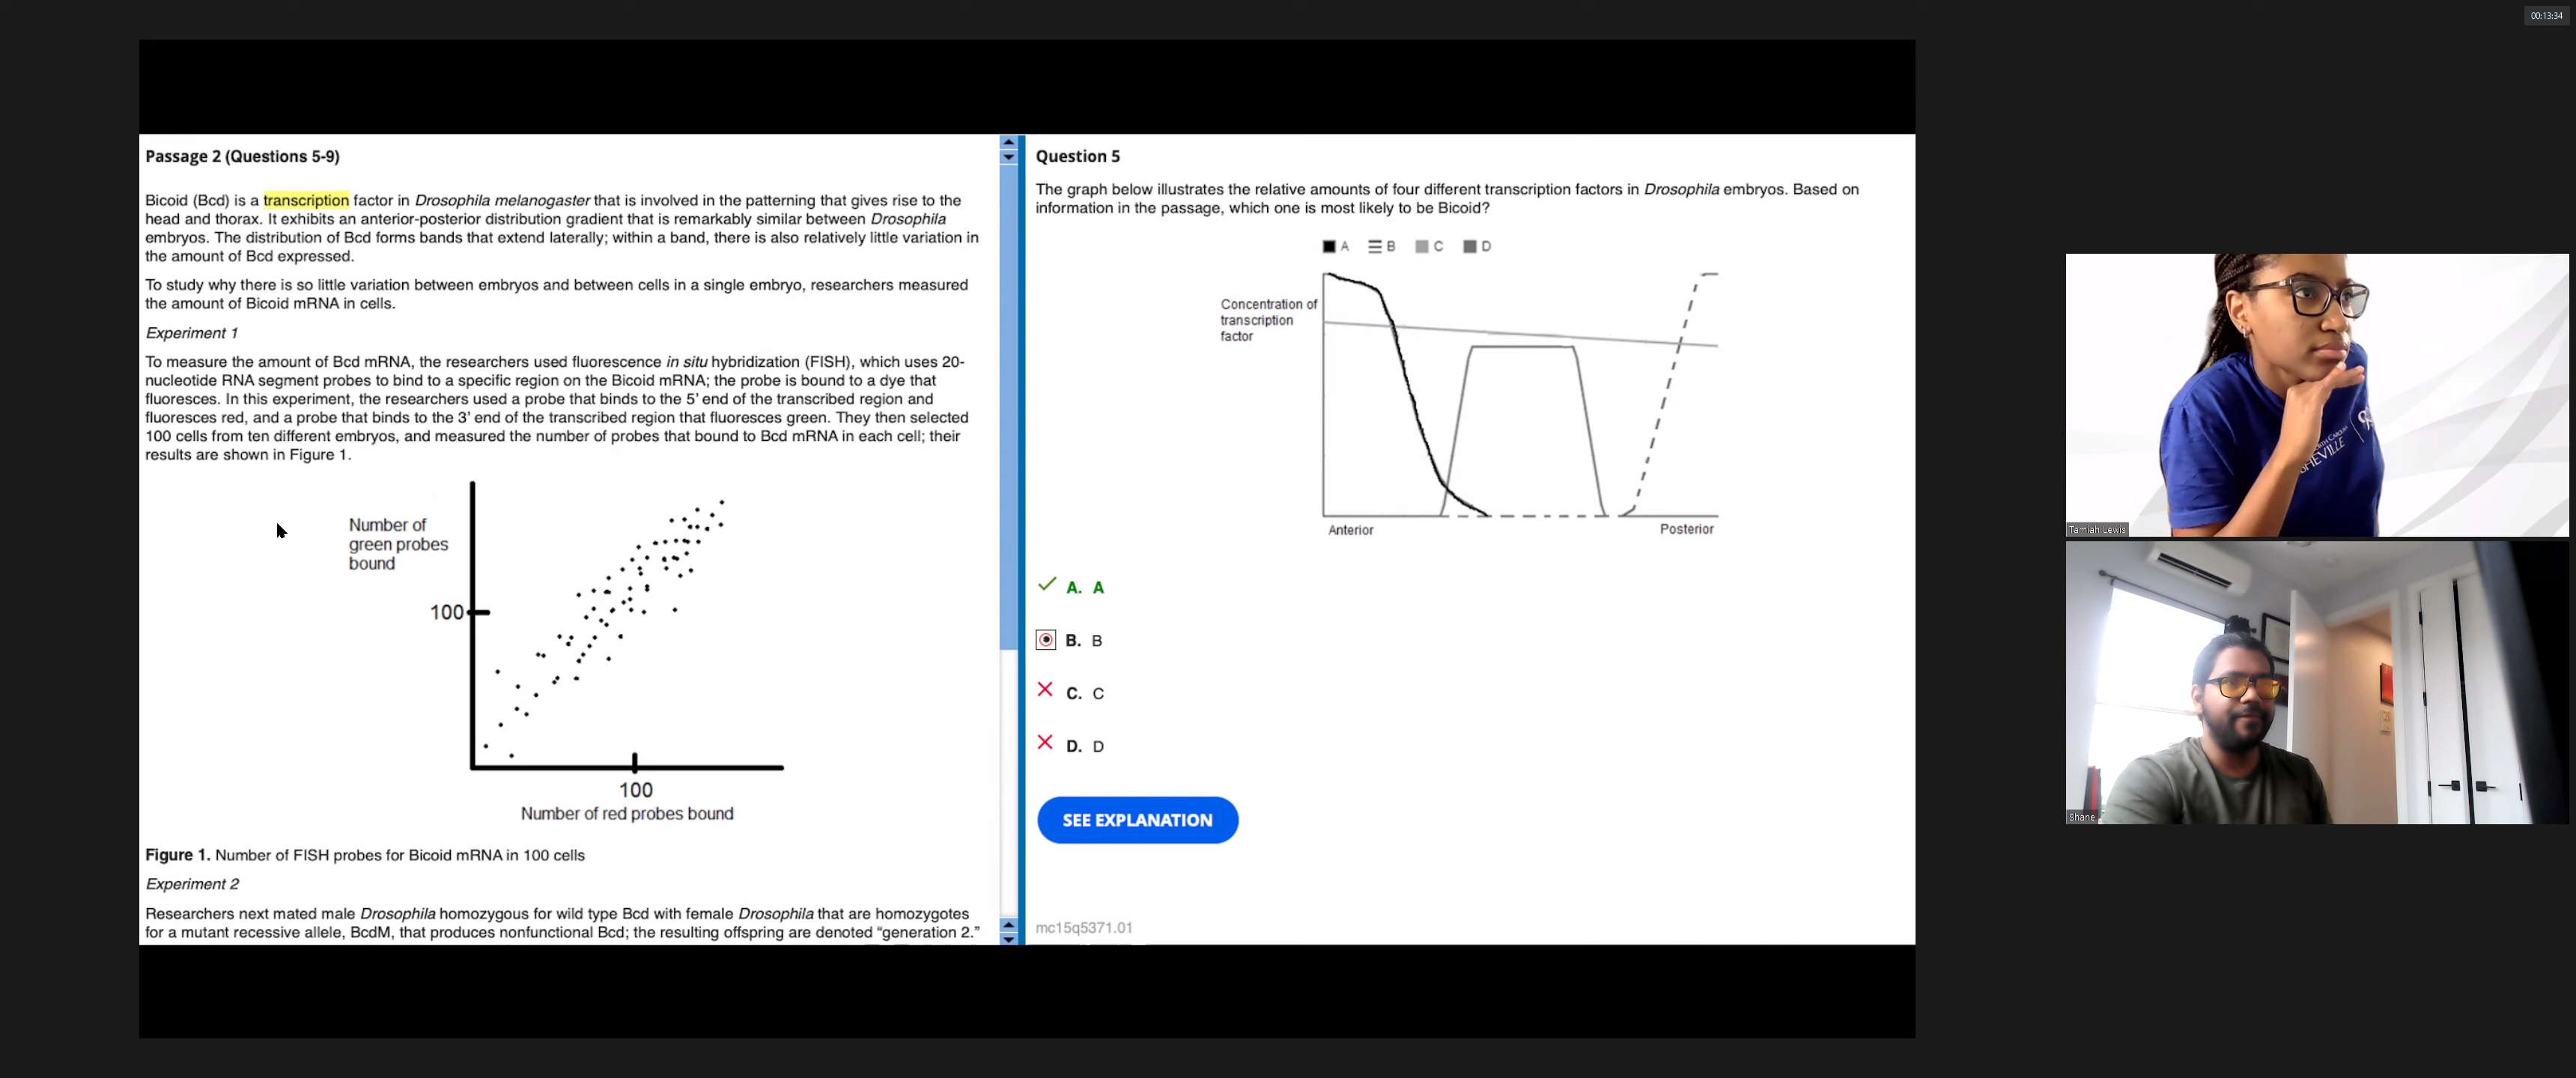 00:13:34
Passage 2 (Questions 5-9)
Bicoid (Bcd) is a transcription factor in Drosophila melanogaster that is involved in the patterning that gives rise to the
head and thorax. It exhibits an anterior-posterior distribution gradient that is remarkably similar between Drosophila
embryos. The distribution of Bcd forms bands that extend laterally; within a band, there is also relatively little variation in
the amount of Bcd expressed.
To study why there is so little variation between embryos and between cells in a single embryo, researchers measured
the amount of Bicoid mRNA in cells.
Experiment 1
To measure the amount of Bcd mRNA, the researchers used fluorescence in situ hybridization (FISH), which uses 20-
nucleotide RNA segment probes to bind to a specific region on the Bicoid mRNA; the probe is bound to a dye that
fluoresces. In this experiment, the researchers used a probe that binds to the 5' end of the transcribed region and
fluoresces red, and a probe that binds to the 3' end of the transcribed region that fluoresces green. They then selected
100 cells from ten different embryos, and measured the number of probes that bound to Bcd mRNA in each cell; their
results are shown in Figure 1.
Number of
green probes
bound
100
100
Number of red probes bound
Figure 1. Number of FISH probes for Bicoid mRNA in 100 cells
Experiment 2
Researchers next mated male Drosophila homozygous for wild type Bcd with female Drosophila that are homozygotes
for a mutant recessive allele, BcdM, that produces nonfunctional Bcd; the resulting offspring are denoted “generation 2.”
Question 5
The graph below illustrates the relative amounts of four different transcription factors in Drosophila embryos. Based on
information in the passage, which one is most likely to be Bicoid?
A B C D
Concentration of
transcription
factor
Anterior Posterior
A. A
B. B
C. C
D. D
SEE EXPLANATION
mc15q5371.01
Tamiah Lewis
Shane